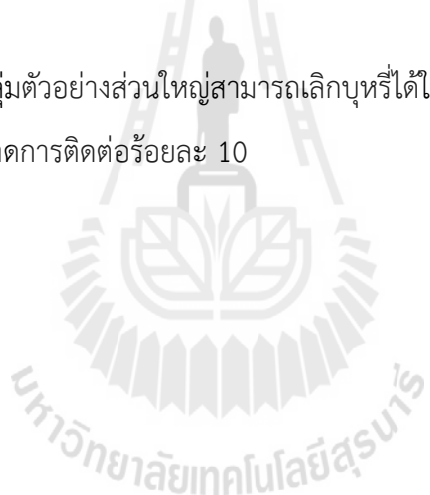 ุ่มตัวอย่างส่วนใหญ่สามารถเลิกบุหรี่ได้ใ
าดการติดต่อร้อยละ 10
มหาวิทยาลัยเทคโนโลยีสุรนารี